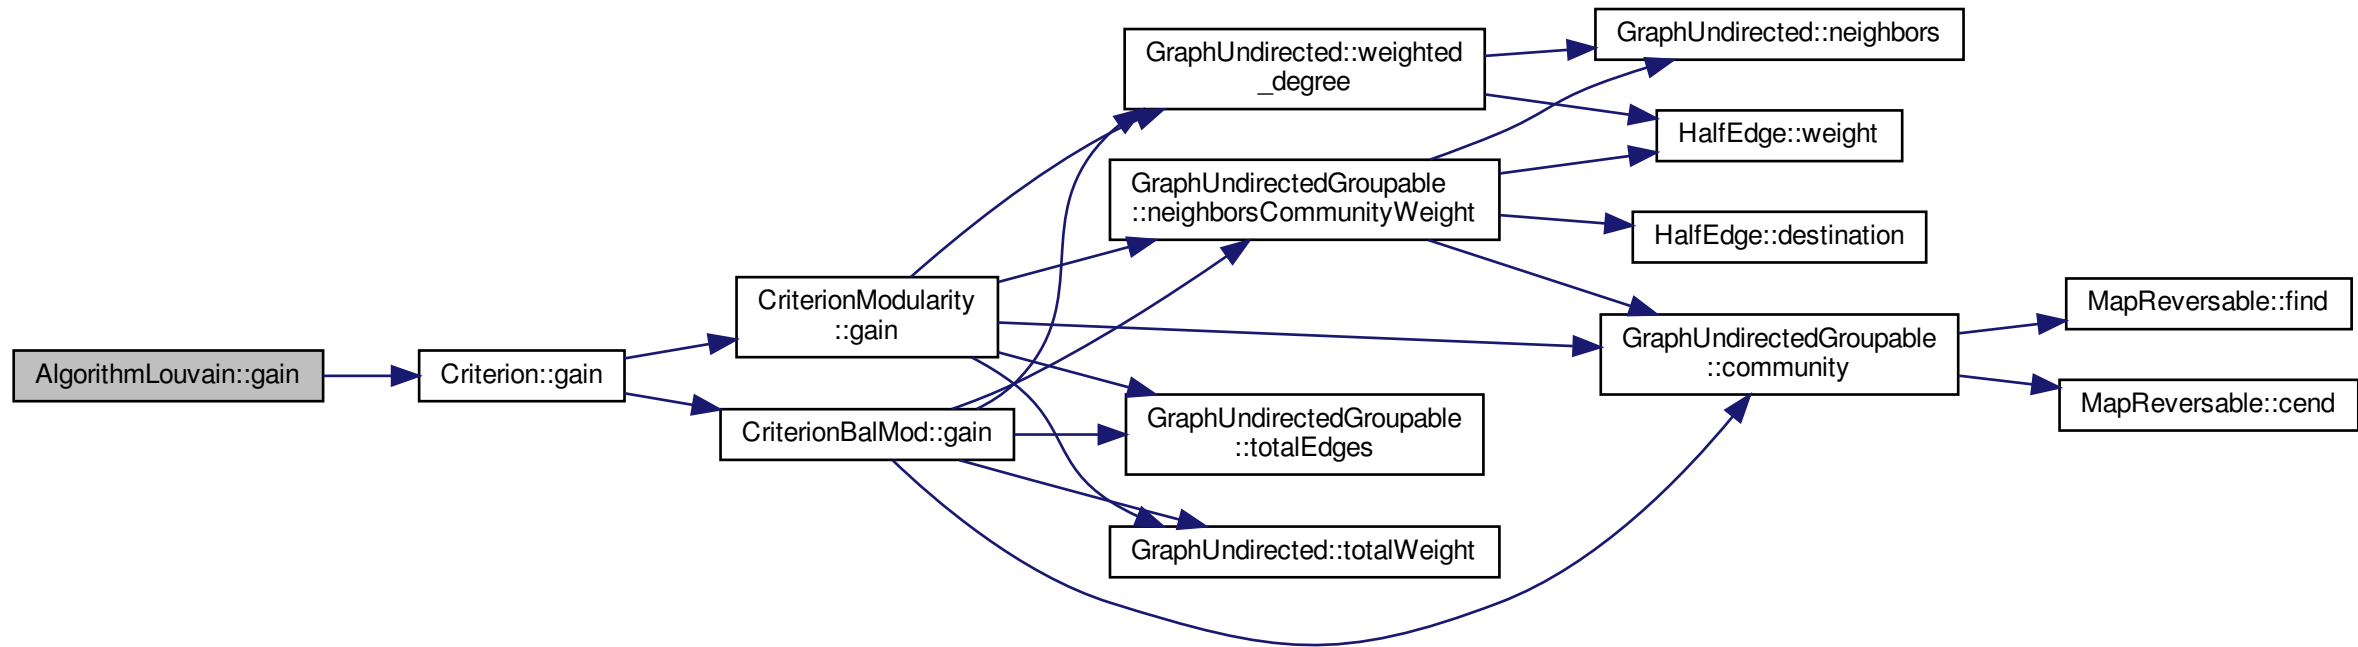 AlgorithmLouvain::gain
Criterion::gain
CriterionModularity
::gain
CriterionBalMod::gain
GraphUndirected::weighted
_degree
GraphUndirectedGroupable
::neighborsCommunityWeight
GraphUndirectedGroupable
::totalEdges
GraphUndirected::totalWeight
GraphUndirected::neighbors
HalfEdge::weight
HalfEdge::destination
GraphUndirectedGroupable
::community
MapReversable::find
MapReversable::cend